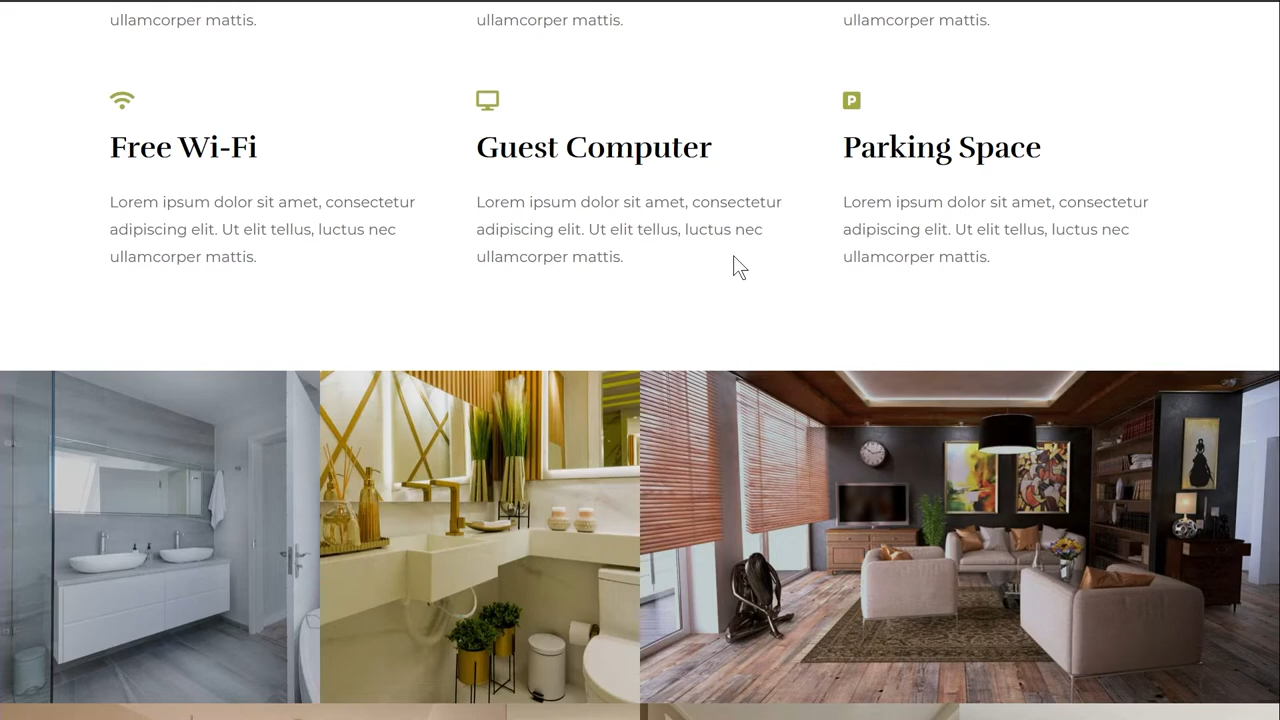 ullamcorper mattis.
ullamcorper mattis.
ullamcorper mattis.
P
Free Wi-Fi
Guest Computer
Parking Space
Lorem ipsum dolor sit amet, consectetur
adipiscing elit. Ut elit tellus, luctus nec
ullamcorper mattis.
Lorem ipsum dolor sit amet, consectetur
adipiscing elit. Ut elit tellus, luctus nec
ullamcorper mattis.
Lorem ipsum dolor sit amet, consectetur
adipiscing elit. Ut elit tellus, luctus nec
ullamcorper mattis.